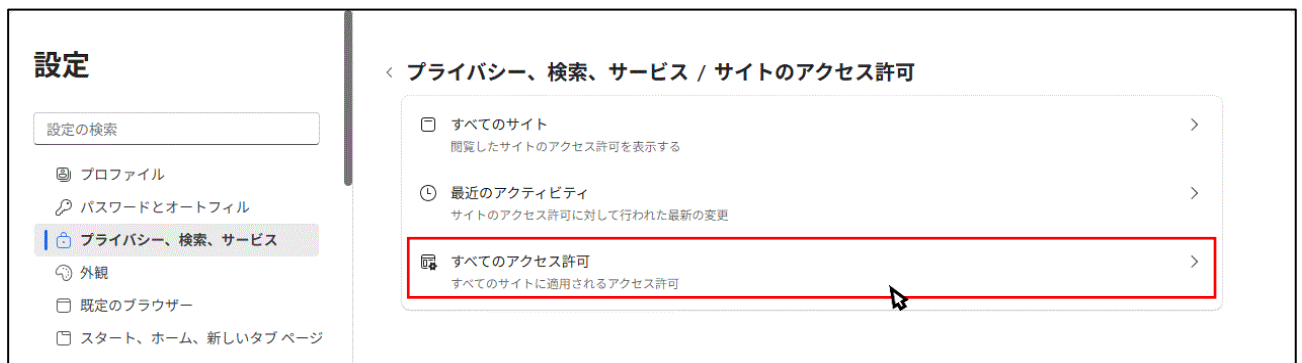 設定
設定の検索
プロファイル
パスワードとオートフィル
プライバシー、検索、サービス
外観
既定のブラウザー
スタート、ホーム、新しいタブ ページ
プライバシー、検索、サービス / サイトのアクセス許可
すべてのサイト
閲覧したサイトのアクセス許可を表示する
最近のアクティビティ
サイトのアクセス許可に対して行われた最新の変更
すべてのアクセス許可
すべてのサイトに適用されるアクセス許可